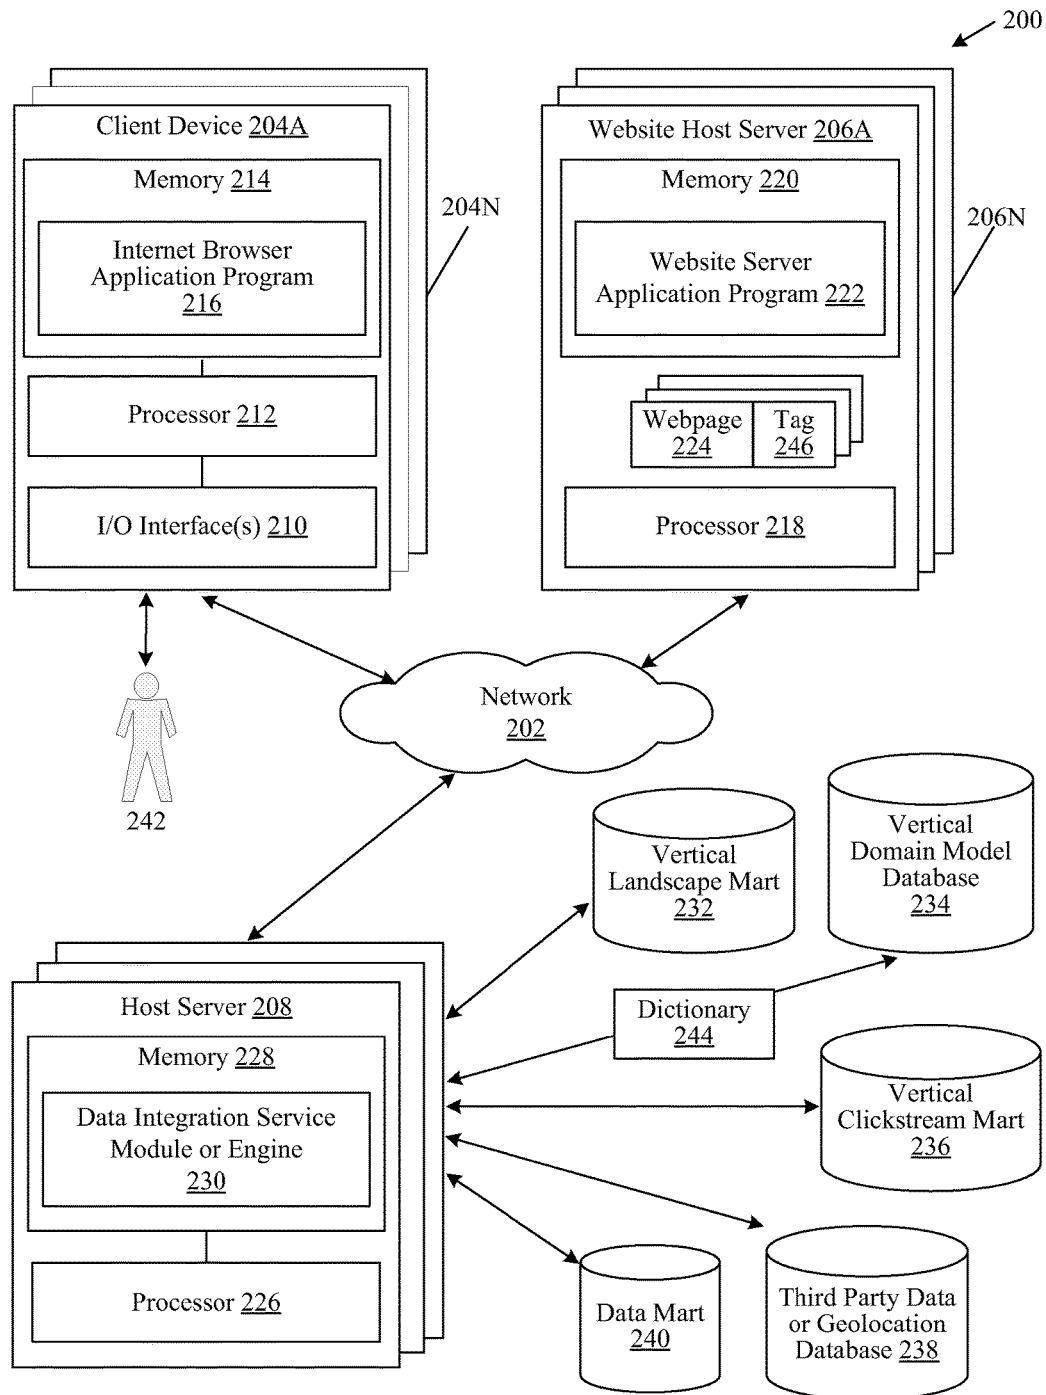 200
Client Device 204A
Memory 214
Internet Browser
Application Program
216
Processor 212
I/O Interface(s) 210
204N
Website Host Server 206A
Memory 220
Website Server
Application Program 222
Webpage
224
Tag
246
Processor 218
206N
242
Network
202
Host Server 208
Memory 228
Data Integration Service
Module or Engine
230
Processor 226
Vertical
Landscape Mart
232
Vertical
Domain Model
Database
234
Dictionary
244
Vertical
Clickstream Mart
236
Data Mart
240
Third Party Data
or Geolocation
Database 238